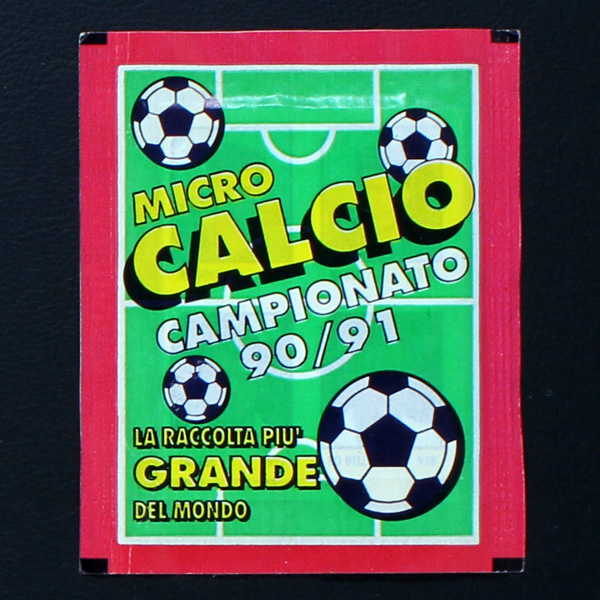 MICRO
CALCIO
CAMPIONATO
90/91
LA RACCOLTA PIU'
GRANDE
DEL MONDO